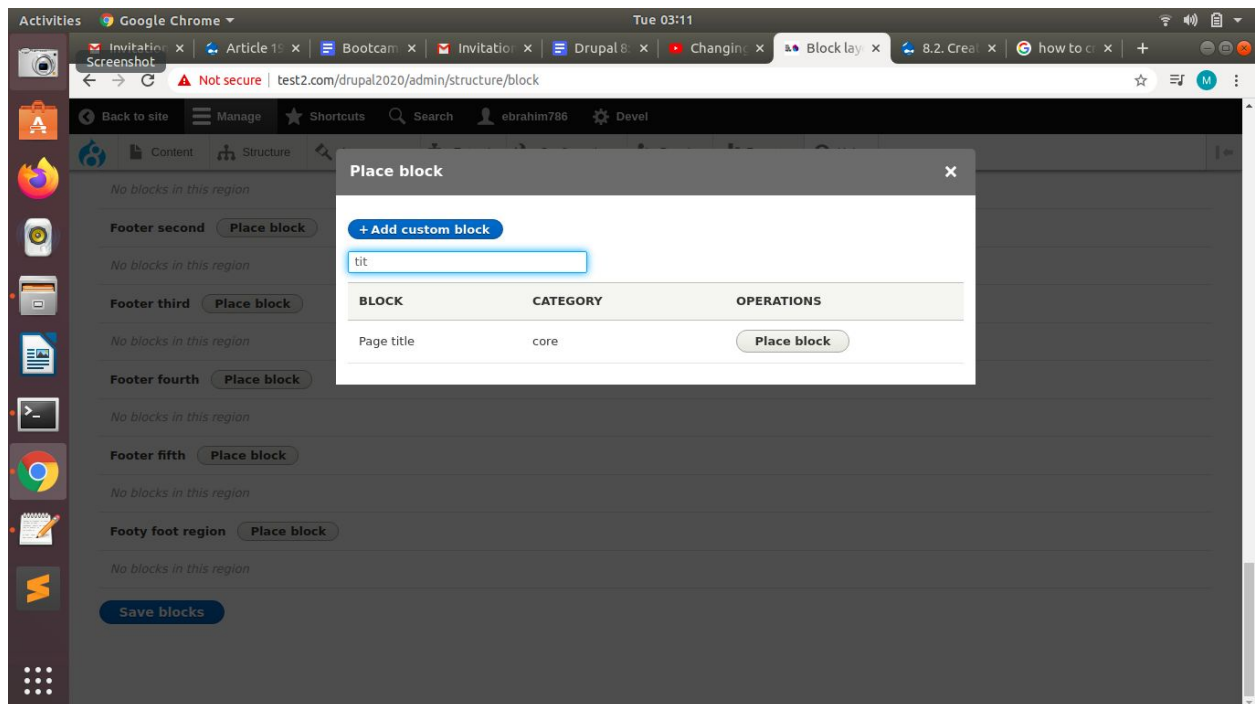 Activities Google Chrome Tue 03:11
Invitation Article 19 Bootcam Invitation Drupal 8: Changing Block lay 8.2. Creat how to cr
Screenshot
Not secure | test2.com/drupal2020/admin/structure/block M
Back to site Manage Shortcuts Search ebrahim786 Devel
Content Structure
Place block
No blocks in this region
Footer second Place block
+ Add custom block
tit
No blocks in this region
Footer third Place block
BLOCK CATEGORY OPERATIONS
No blocks in this region
Page title core Place block
Footer fourth Place block
No blocks in this region
Footer fifth Place block
No blocks in this region
Footy foot region Place block
No blocks in this region
Save blocks